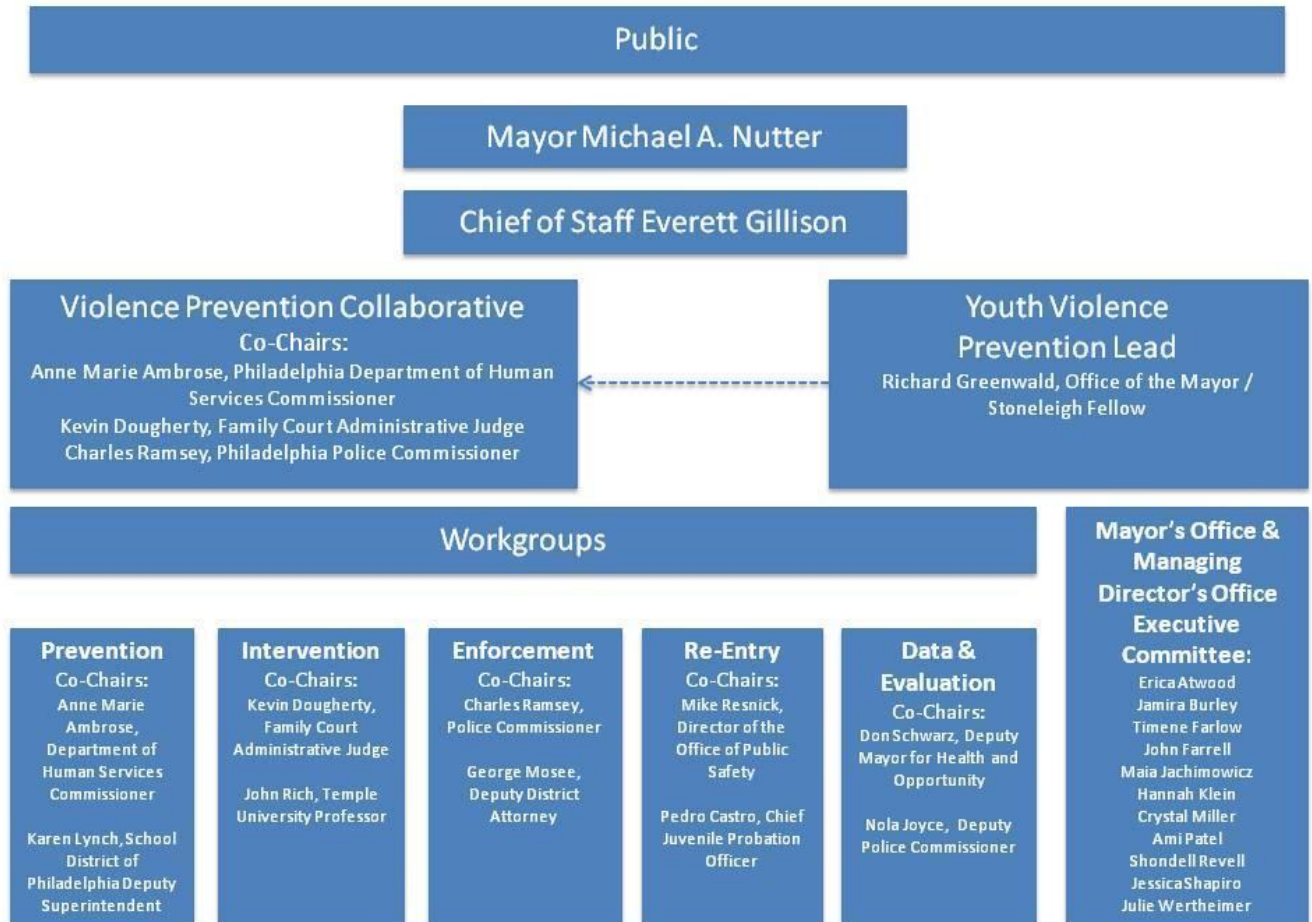 Public
Mayor Michael A. Nutter
Chief of Staff Everett Gillison
Violence Prevention Collaborative
Co-Chairs:
Anne Marie Ambrose, Philadelphia Department of Human
Services Commissioner
Kevin Dougherty, Family Court Administrative Judge
Charles Ramsey, Philadelphia Police Commissioner
Youth Violence
Prevention Lead
Richard Greenwald, Office of the Mayor /
Stoneleigh Fellow
Workgroups
Prevention
Co-Chairs:
Anne Marie
Ambrose,
Department of
Human Services
Commissioner
Karen Lynch, School
District of
Philadelphia Deputy
Superintendent
Intervention
Co-Chairs:
Kevin Dougherty,
Family Court
Administrative Judge
John Rich, Temple
University Professor
Enforcement
Co-Chairs:
Charles Ramsey,
Police Commissioner
George Mosee,
Deputy District
Attorney
Re-Entry
Co-Chairs:
Mike Resnick,
Director of the
Office of Public
Safety
Pedro Castro, Chief
Juvenile Probation
Officer
Data &
Evaluation
Co-Chairs:
Don Schwarz, Deputy
Mayor for Health and
Opportunity
Nola Joyce, Deputy
Police Commissioner
Mayor's Office &
Managing
Director's Office
Executive
Committee:
Erica Atwood
Jamira Burley
Timene Farlow
John Farrell
Maia Jachimowicz
Hannah Klein
Crystal Miller
Ami Patel
Shondell Revell
Jessica Shapiro
Julie Wertheimer